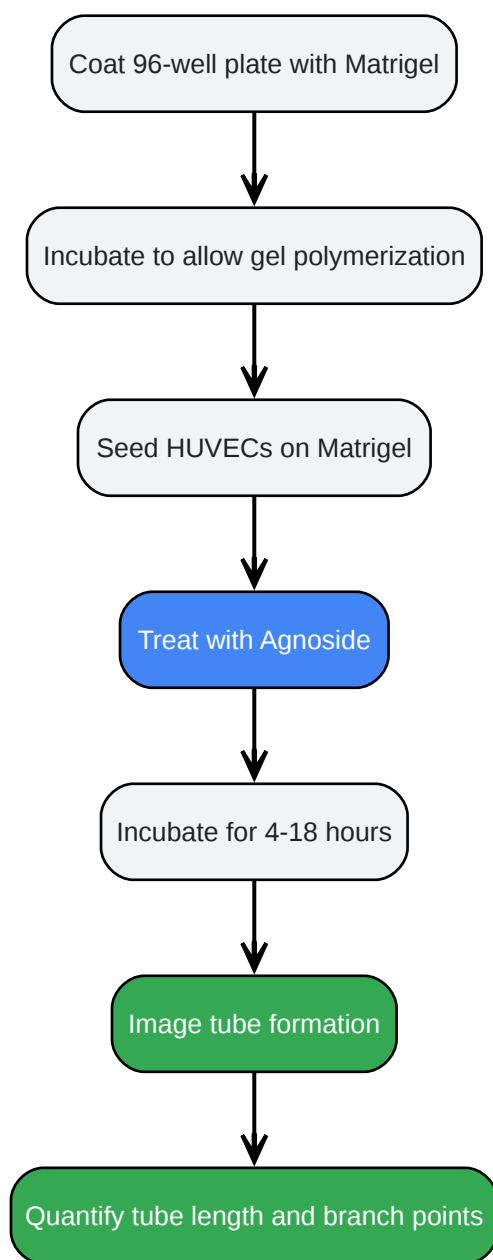 Coat 96-well plate with Matrigel
Incubate to allow gel polymerization
Seed HUVECs on Matrigel
Treat with Agnoside
Incubate for 4-18 hours
Image tube formation
Quantify tube length and branch points